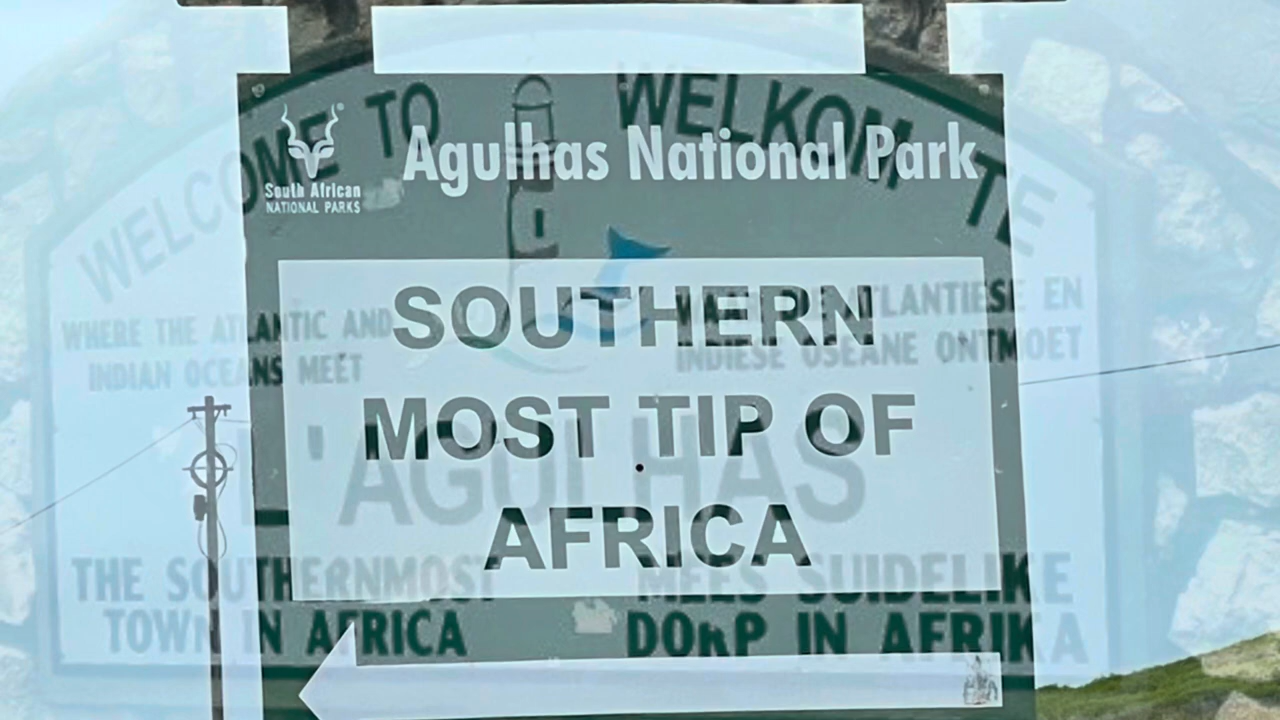 WELCOME TO
WELKOM TE
South African
NATIONAL PARKS
Agulhas National Park
WHERE THE ATLANTIC AND
INDIAN OCEANS MEET
ATLANTIESE EN
INDIESE OSEANE ONTMOET
SOUTHERN
MOST TIP OF
AFRICA
L'AGULHAS
THE SOUTHERNMOST
TOWN IN AFRICA
MEES SUIDELIKE
DORP IN AFRIKA